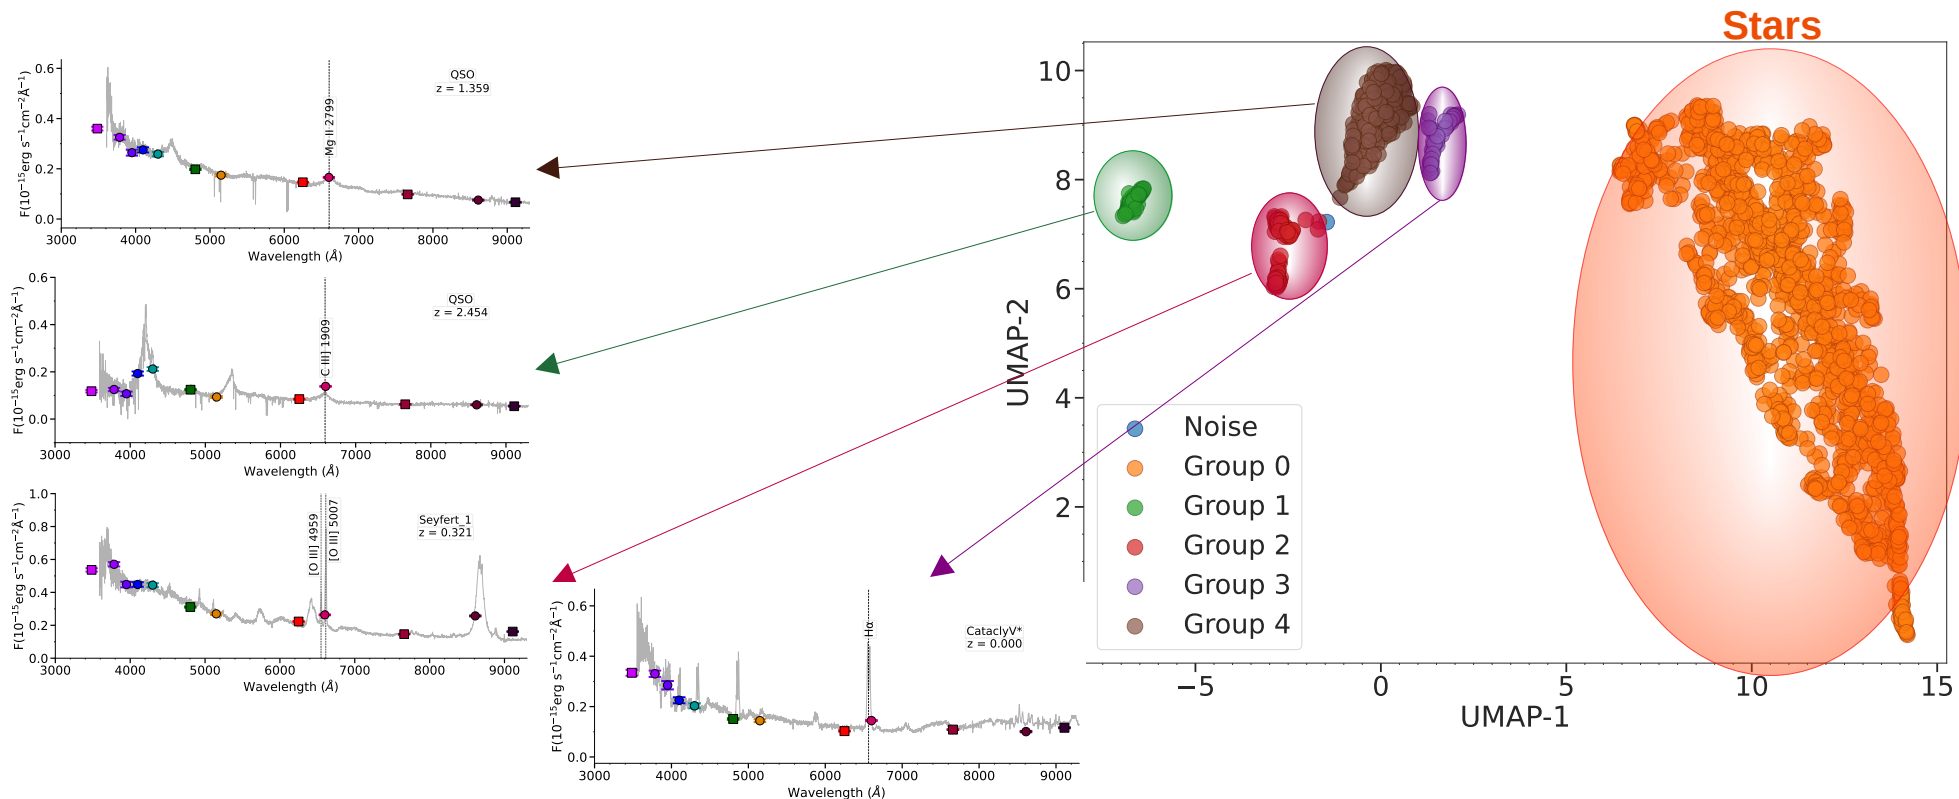 Stars
QSO
z = 1.359
Mg II 2799
F(10⁻¹⁵erg s⁻¹cm⁻²Å⁻¹)
0.6
0.4
0.2
0.0
3000 4000 5000 6000 7000 8000 9000
Wavelength (Å)
QSO
z = 2.454
C III] 1909
F(10⁻¹⁵erg s⁻¹cm⁻²Å⁻¹)
0.6
0.4
0.2
0.0
3000 4000 5000 6000 7000 8000 9000
Wavelength (Å)
Seyfert_1
z = 0.321
[O III] 4959
[O III] 5007
F(10⁻¹⁵erg s⁻¹cm⁻²Å⁻¹)
1.0
0.8
0.6
0.4
0.2
0.0
3000 4000 5000 6000 7000 8000 9000
Wavelength (Å)
CataclyV*
z = 0.000
Hα
F(10⁻¹⁵erg s⁻¹cm⁻²Å⁻¹)
0.6
0.4
0.2
0.0
3000 4000 5000 6000 7000 8000 9000
Wavelength (Å)
UMAP-2
10
8
6
4
2
Noise
Group 0
Group 1
Group 2
Group 3
Group 4
−5 0 5 10 15
UMAP-1